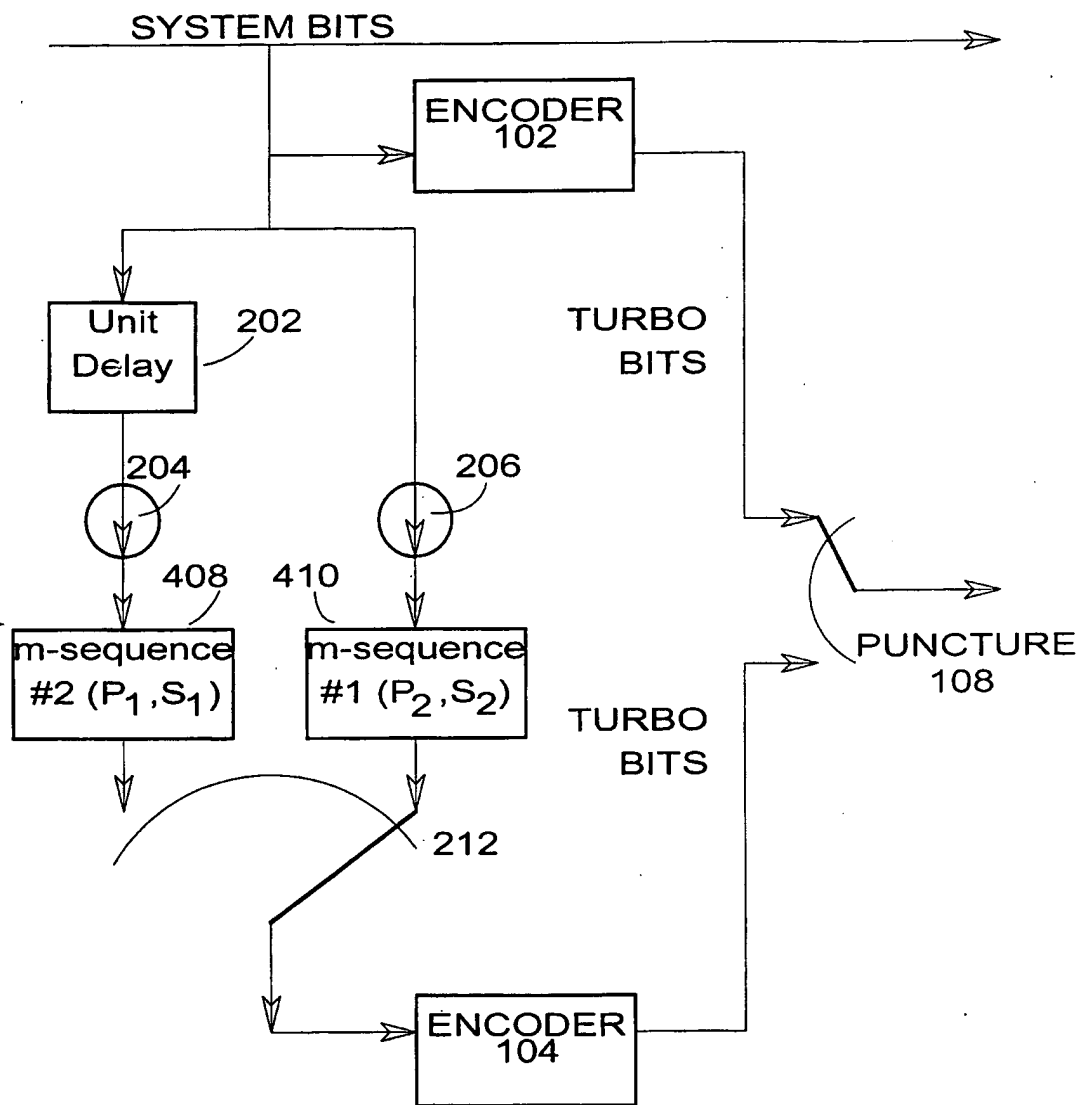 SYSTEM BITS
ENCODER
102
Unit
Delay
202
TURBO
BITS
204
206
408
410
m-sequence
#2 (P1,S1)
m-sequence
#1 (P2,S2)
PUNCTURE
108
TURBO
BITS
212
ENCODER
104